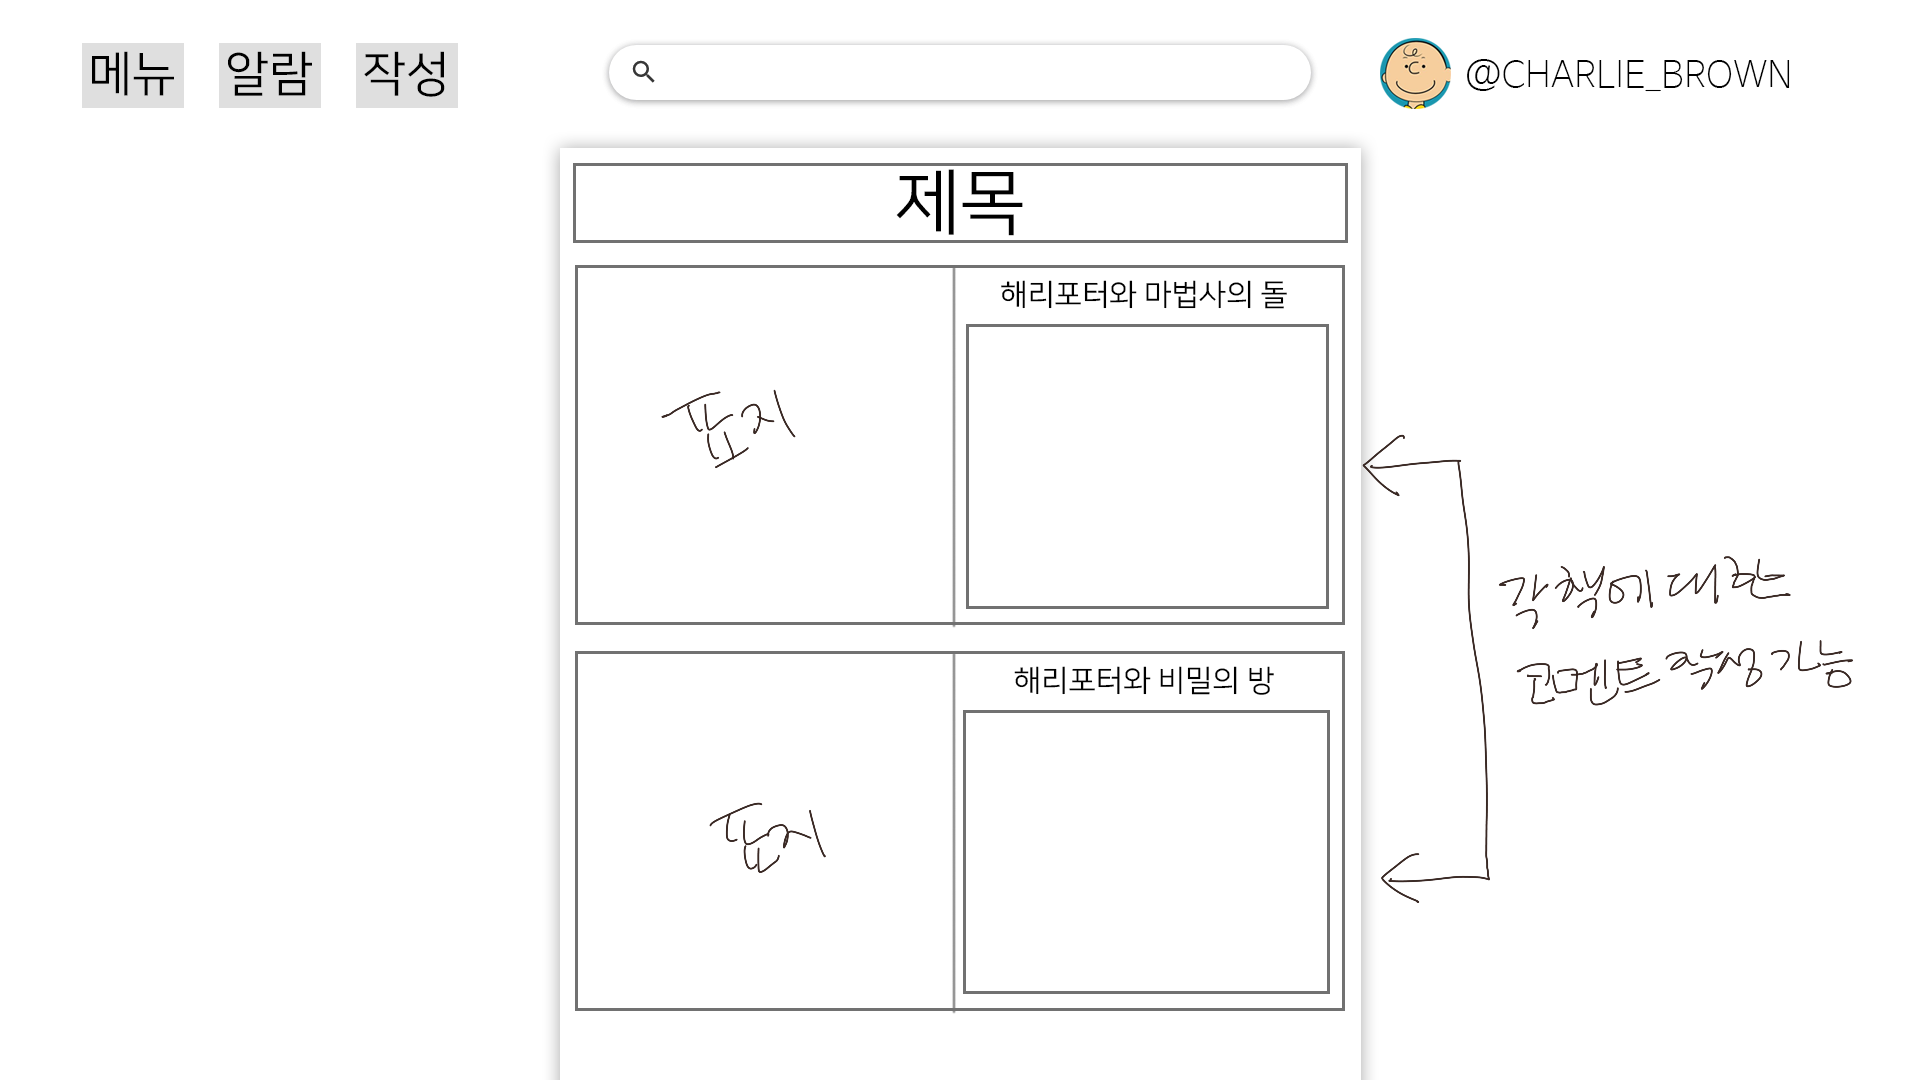 메뉴 알람 작성 @CHARLIE_BROWN
제목
해리포터와 마법사의 돌
표지
각 책에 대한
코멘트 작성 가능
해리포터와 비밀의 방
표지